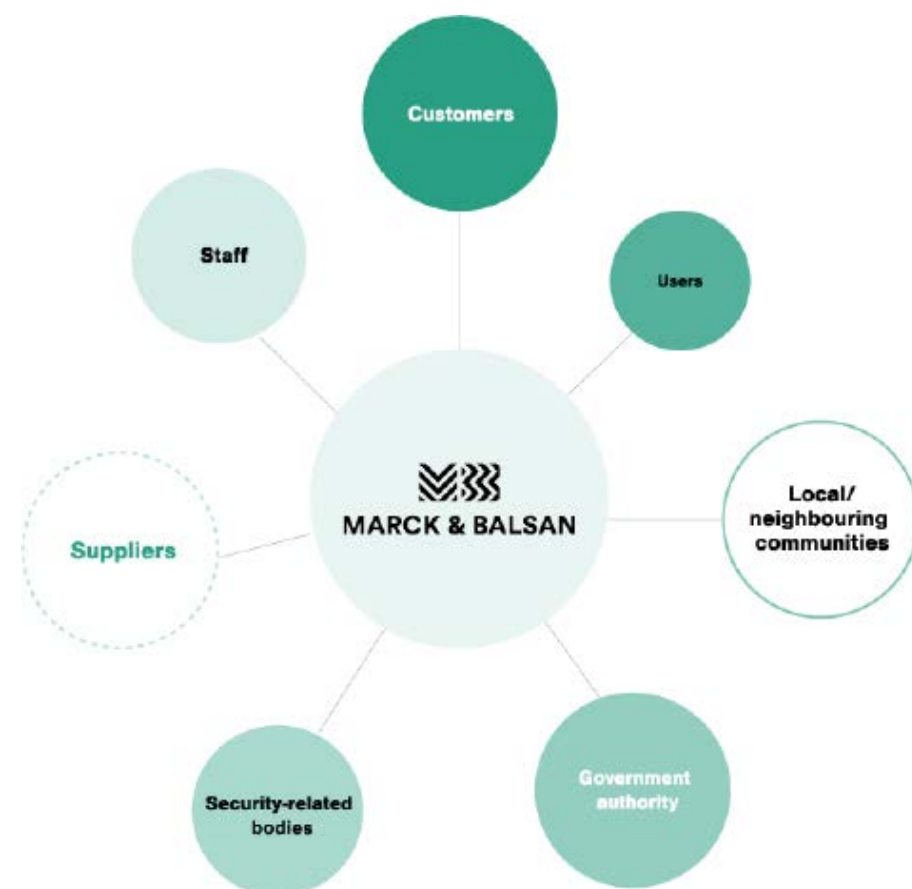 Customers
Staff
Users
MARCK & BALSAN
Local/
neighbouring
communities
Suppliers
Government
authority
Security-related
bodies